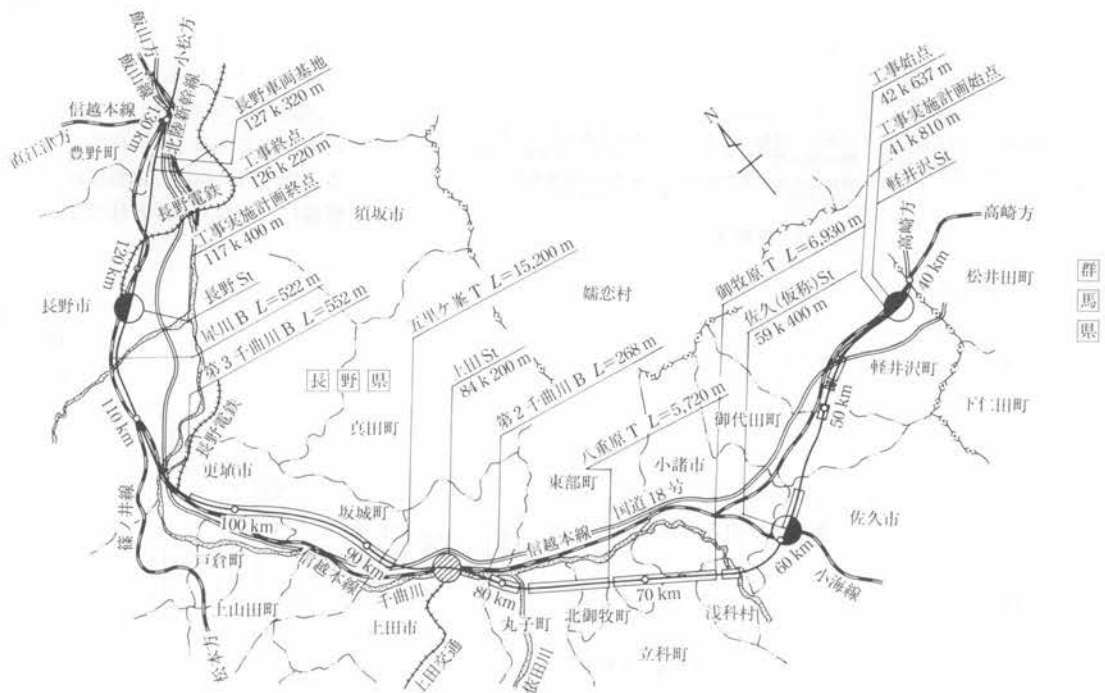 飯山方
飯山線
小松方
北陸新幹線
信越本線
直江津方
130 km
豊野町
長野車両基地
127 k 320 m
工事終点
126 k 220 m
長野電鉄
工事実施計画終点
117 k 400 m
120 km
長野市
長野 St
犀川 B L=522 m
第3千曲川 B L=552 m
須坂市
N
嬬恋村
長野県
真田町
五里ケ峯 T L=15,200 m
上田 St
84 k 200 m
第2千曲川 B L=268 m
八重原 T L=5,720 m
御牧原 T L=6,930 m
佐久(仮称)St
59 k 400 m
工事始点
42 k 637 m
工事実施計画始点
41 k 810 m
軽井沢 St
高崎方
高崎方
40 km
松井田町
群馬県
軽井沢町
下仁田町
50 km
御代田町
小諸市
東部町
国道18号
信越本線
佐久市
60 km
小海線
110 km
長野電鉄
更埴市
篠ノ井線
100 km
坂城町
90 km
戸倉町
信越本線
千曲川
上山田町
松本方
上田市
上田交通
80 km
丸子町
依田川
北御牧町
70 km
浅科村
立科町